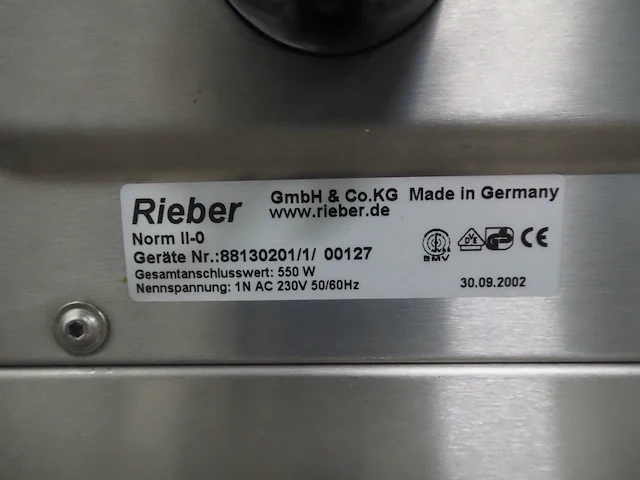 Rieber GmbH & Co.KG Made in Germany
www.rieber.de
Norm II-0
Geräte Nr.:88130201/1/ 00127
Gesamtanschlusswert: 550 W
Nennspannung: 1N AC 230V 50/60Hz
EMV
DVE
CE
30.09.2002